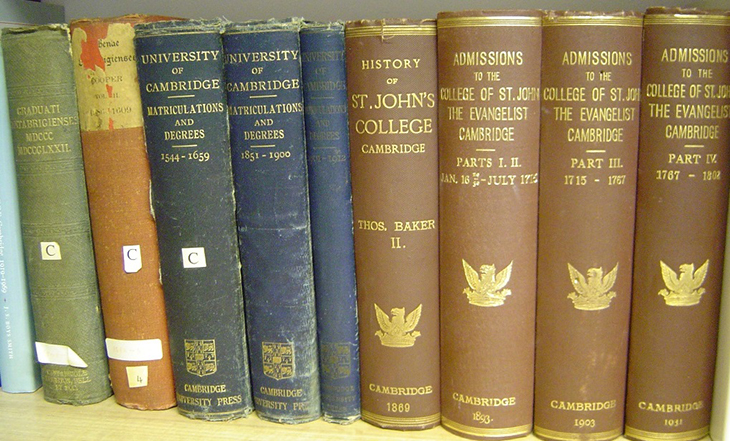 GRADUATI
CANTABRIGIENSES
MDCCC
MDCCCLXXII.
C
COOPER
C
4
UNIVERSITY
OF
CAMBRIDGE
MATRICULATIONS
AND
DEGREES
1544 - 1659
C
CAMBRIDGE
UNIVERSITY PRESS
UNIVERSITY
OF
CAMBRIDGE
MATRICULATIONS
AND
DEGREES
1851 - 1900
CAMBRIDGE
UNIVERSITY PRESS
HISTORY
OF
ST. JOHN'S
COLLEGE
CAMBRIDGE
THOS. BAKER
II.
CAMBRIDGE
1869
ADMISSIONS
TO THE
COLLEGE OF ST. JOHN
THE EVANGELIST
CAMBRIDGE
PARTS I. II.
CAMBRIDGE
1893.
ADMISSIONS
TO THE
COLLEGE OF ST. JOHN
THE EVANGELIST
CAMBRIDGE
PART III.
1715 - 1767
CAMBRIDGE
1903
ADMISSIONS
TO THE
COLLEGE OF ST. JOHN
THE EVANGELIST
CAMBRIDGE
PART IV.
CAMBRIDGE
1931